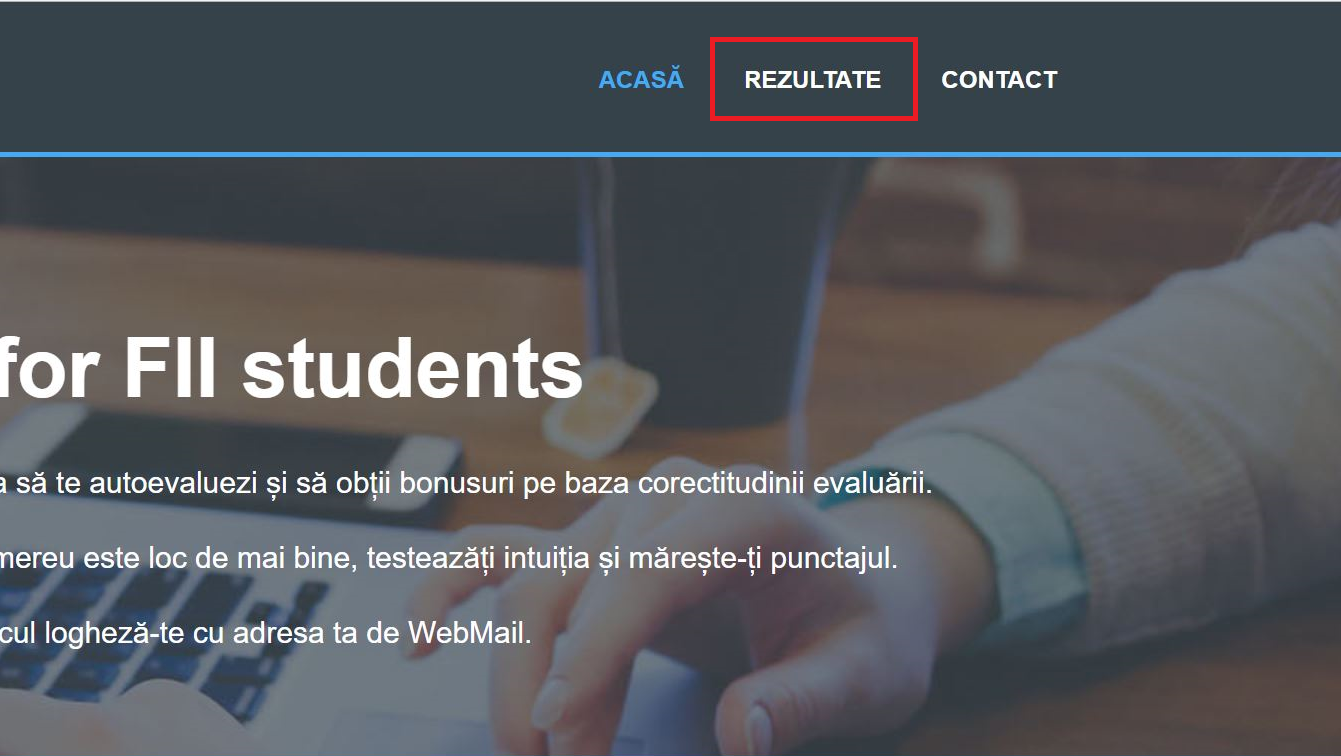 ACASĂ REZULTATE CONTACT
for FII students
a să te autoevaluezi și să obții bonusuri pe baza corectitudinii evaluării.
mereu este loc de mai bine, testeazăți intuiția și mărește-ți punctajul.
cul logheză-te cu adresa ta de WebMail.